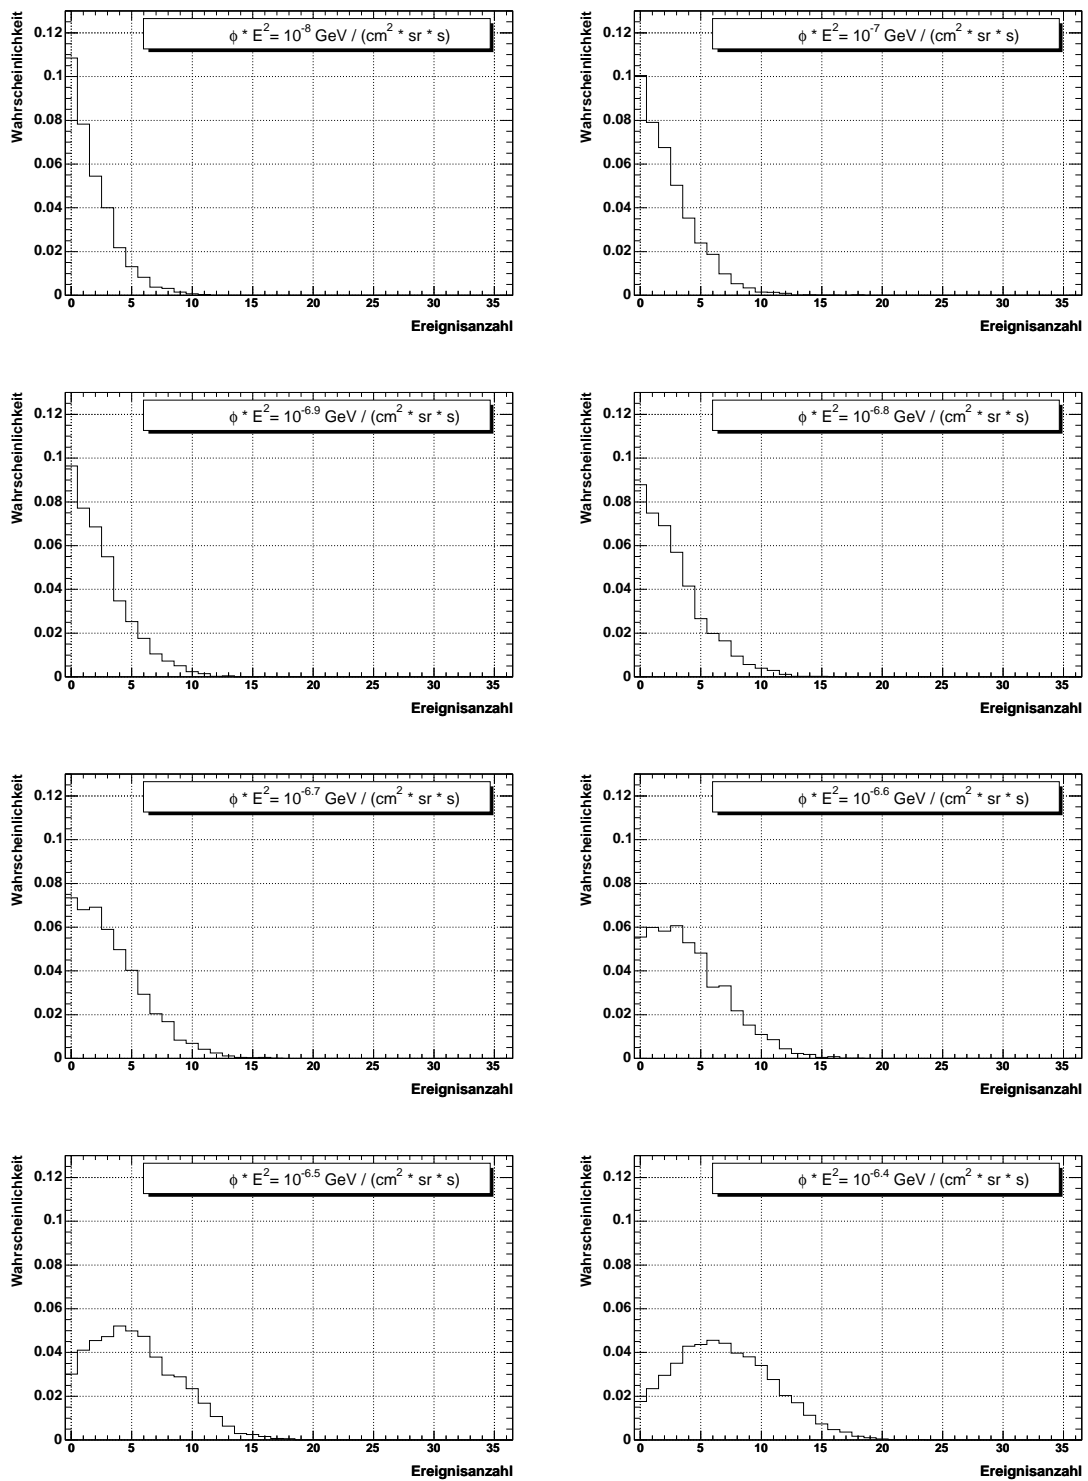 Wahrscheinlichkeit
ϕ * E² = 10⁻⁸ GeV / (cm² * sr * s)
0.12
0.1
0.08
0.06
0.04
0.02
0
0 5 10 15 20 25 30 35
Ereignisanzahl
Wahrscheinlichkeit
ϕ * E² = 10⁻⁷ GeV / (cm² * sr * s)
0.12
0.1
0.08
0.06
0.04
0.02
0
0 5 10 15 20 25 30 35
Ereignisanzahl
Wahrscheinlichkeit
ϕ * E² = 10⁻⁶·⁹ GeV / (cm² * sr * s)
0.12
0.1
0.08
0.06
0.04
0.02
0
0 5 10 15 20 25 30 35
Ereignisanzahl
Wahrscheinlichkeit
ϕ * E² = 10⁻⁶·⁸ GeV / (cm² * sr * s)
0.12
0.1
0.08
0.06
0.04
0.02
0
0 5 10 15 20 25 30 35
Ereignisanzahl
Wahrscheinlichkeit
ϕ * E² = 10⁻⁶·⁷ GeV / (cm² * sr * s)
0.12
0.1
0.08
0.06
0.04
0.02
0
0 5 10 15 20 25 30 35
Ereignisanzahl
Wahrscheinlichkeit
ϕ * E² = 10⁻⁶·⁶ GeV / (cm² * sr * s)
0.12
0.1
0.08
0.06
0.04
0.02
0
0 5 10 15 20 25 30 35
Ereignisanzahl
Wahrscheinlichkeit
ϕ * E² = 10⁻⁶·⁵ GeV / (cm² * sr * s)
0.12
0.1
0.08
0.06
0.04
0.02
0
0 5 10 15 20 25 30 35
Ereignisanzahl
Wahrscheinlichkeit
ϕ * E² = 10⁻⁶·⁴ GeV / (cm² * sr * s)
0.12
0.1
0.08
0.06
0.04
0.02
0
0 5 10 15 20 25 30 35
Ereignisanzahl